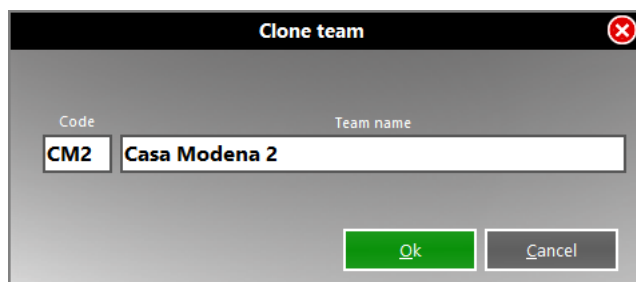 Clone team
Code Team name
CM2 Casa Modena 2
Ok Cancel